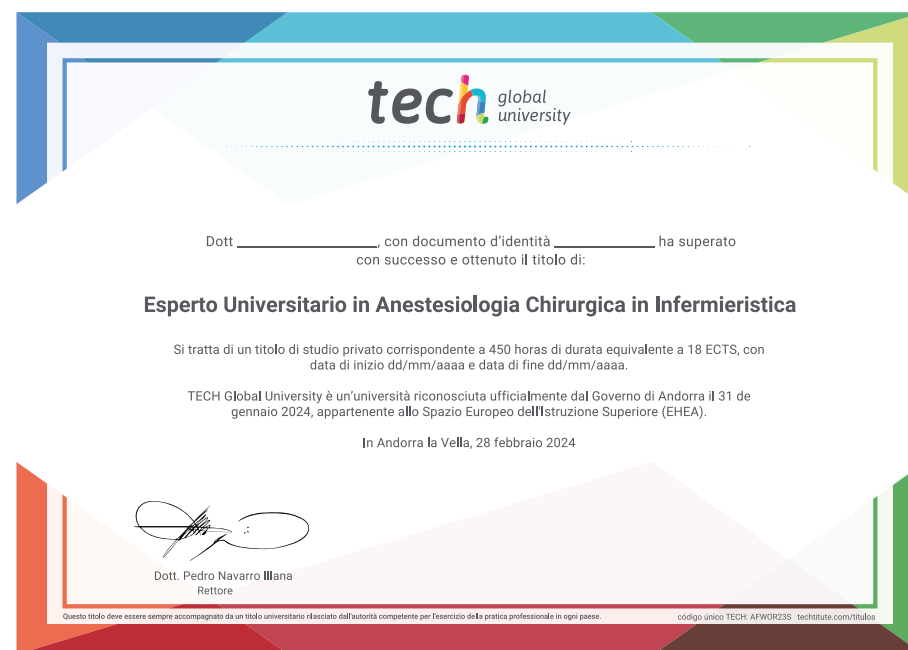 tech global university
Dott ________________, con documento d'identità ______________ ha superato
con successo e ottenuto il titolo di:
Esperto Universitario in Anestesiologia Chirurgica in Infermieristica
Si tratta di un titolo di studio privato corrispondente a 450 horas di durata equivalente a 18 ECTS, con
data di inizio dd/mm/aaaa e data di fine dd/mm/aaaa.
TECH Global University è un'università riconosciuta ufficialmente dal Governo di Andorra il 31 de
gennaio 2024, appartenente allo Spazio Europeo dell'Istruzione Superiore (EHEA).
In Andorra la Vella, 28 febbraio 2024
Dott. Pedro Navarro Illana
Rettore
Questo titolo deve essere sempre accompagnato da un titolo universitario rilasciato dall'autorità competente per l'esercizio della pratica professionale in ogni paese.
código único TECH: AFWOR23S techtitute.com/titulos